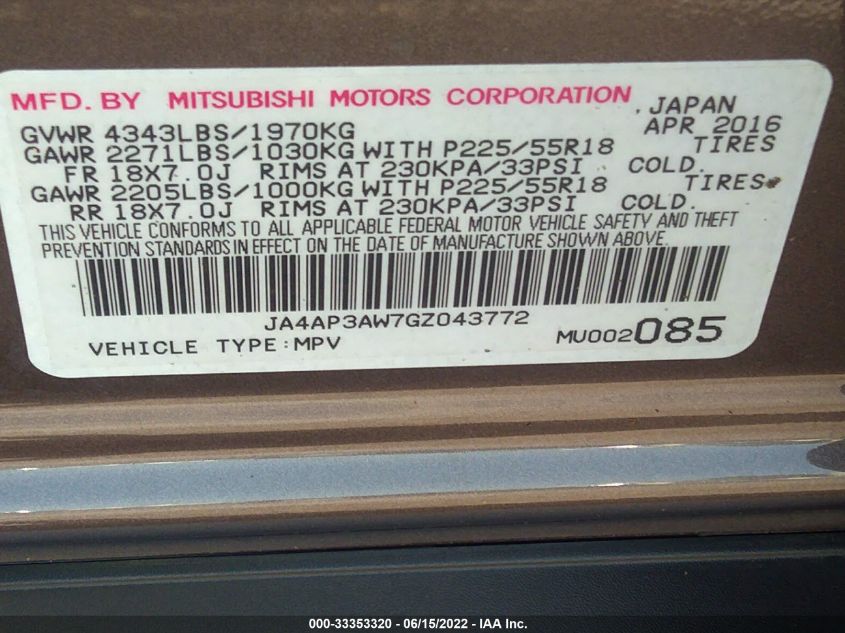 MFD. BY MITSUBISHI MOTORS CORPORATION , JAPAN
GVWR 4343LBS/1970KG APR 2016
GAWR 2271LBS/1030KG WITH P225/55R18 TIRES
FR 18X7.0J RIMS AT 230KPA/33PSI COLD.
GAWR 2205LBS/1000KG WITH P225/55R18 TIRES
RR 18X7.0J RIMS AT 230KPA/33PSI COLD.
THIS VEHICLE CONFORMS TO ALL APPLICABLE FEDERAL MOTOR VEHICLE SAFETY AND THEFT
PREVENTION STANDARDS IN EFFECT ON THE DATE OF MANUFACTURE SHOWN ABOVE.
JA4AP3AW7GZ043772
VEHICLE TYPE:MPV MU002085
000-33353320 - 06/15/2022 - IAA Inc.